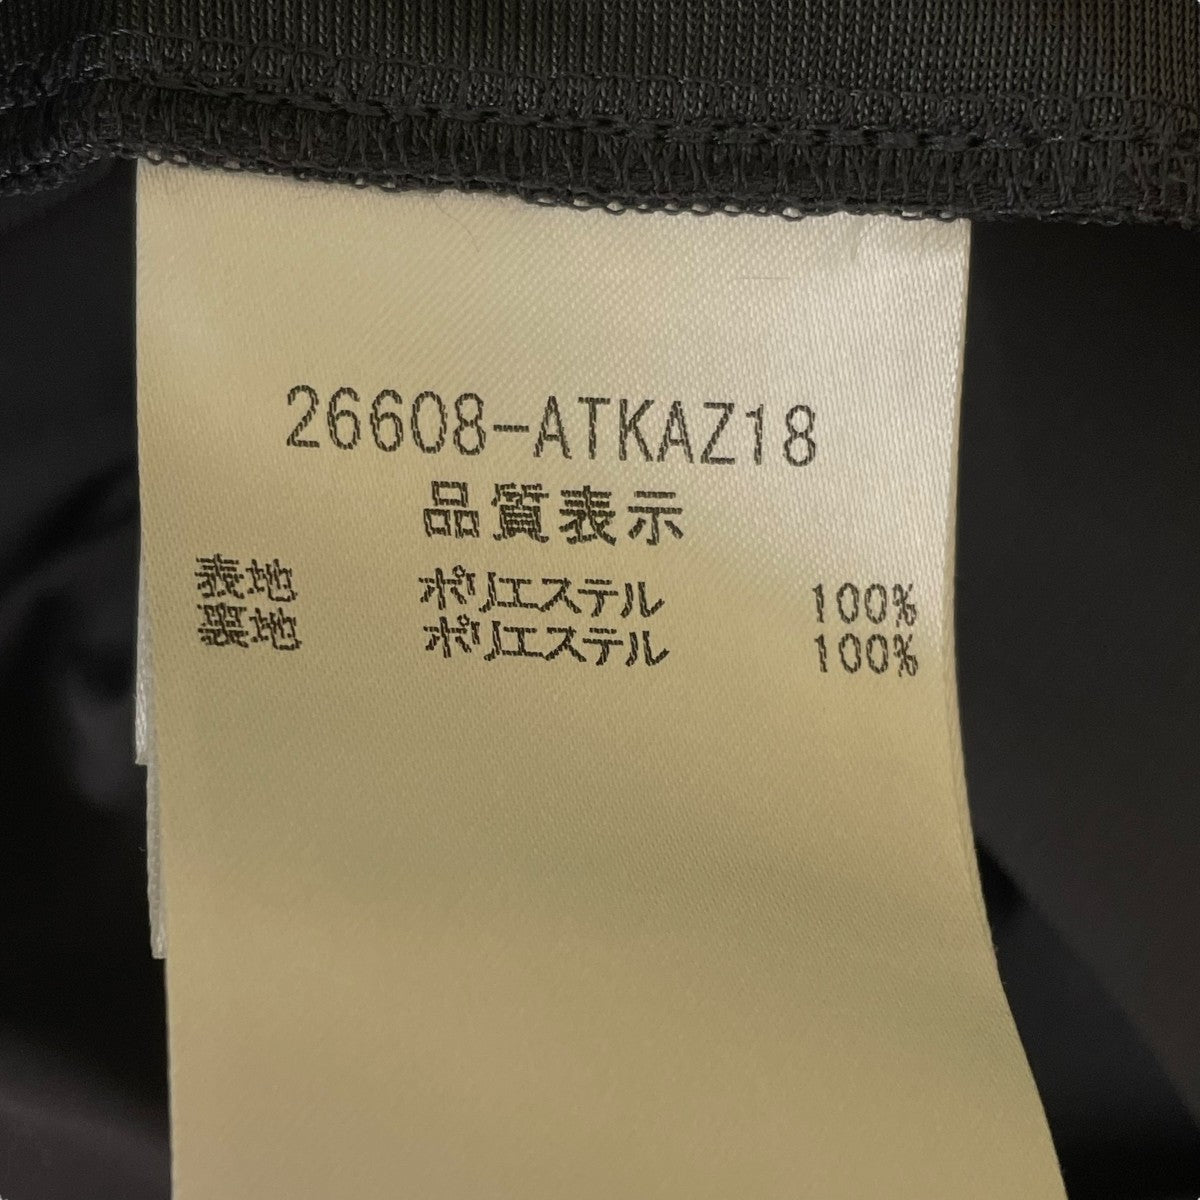 26608-ATKAZ18
品質表示
表地 ポリエステル 100%
裏地 ポリエステル 100%